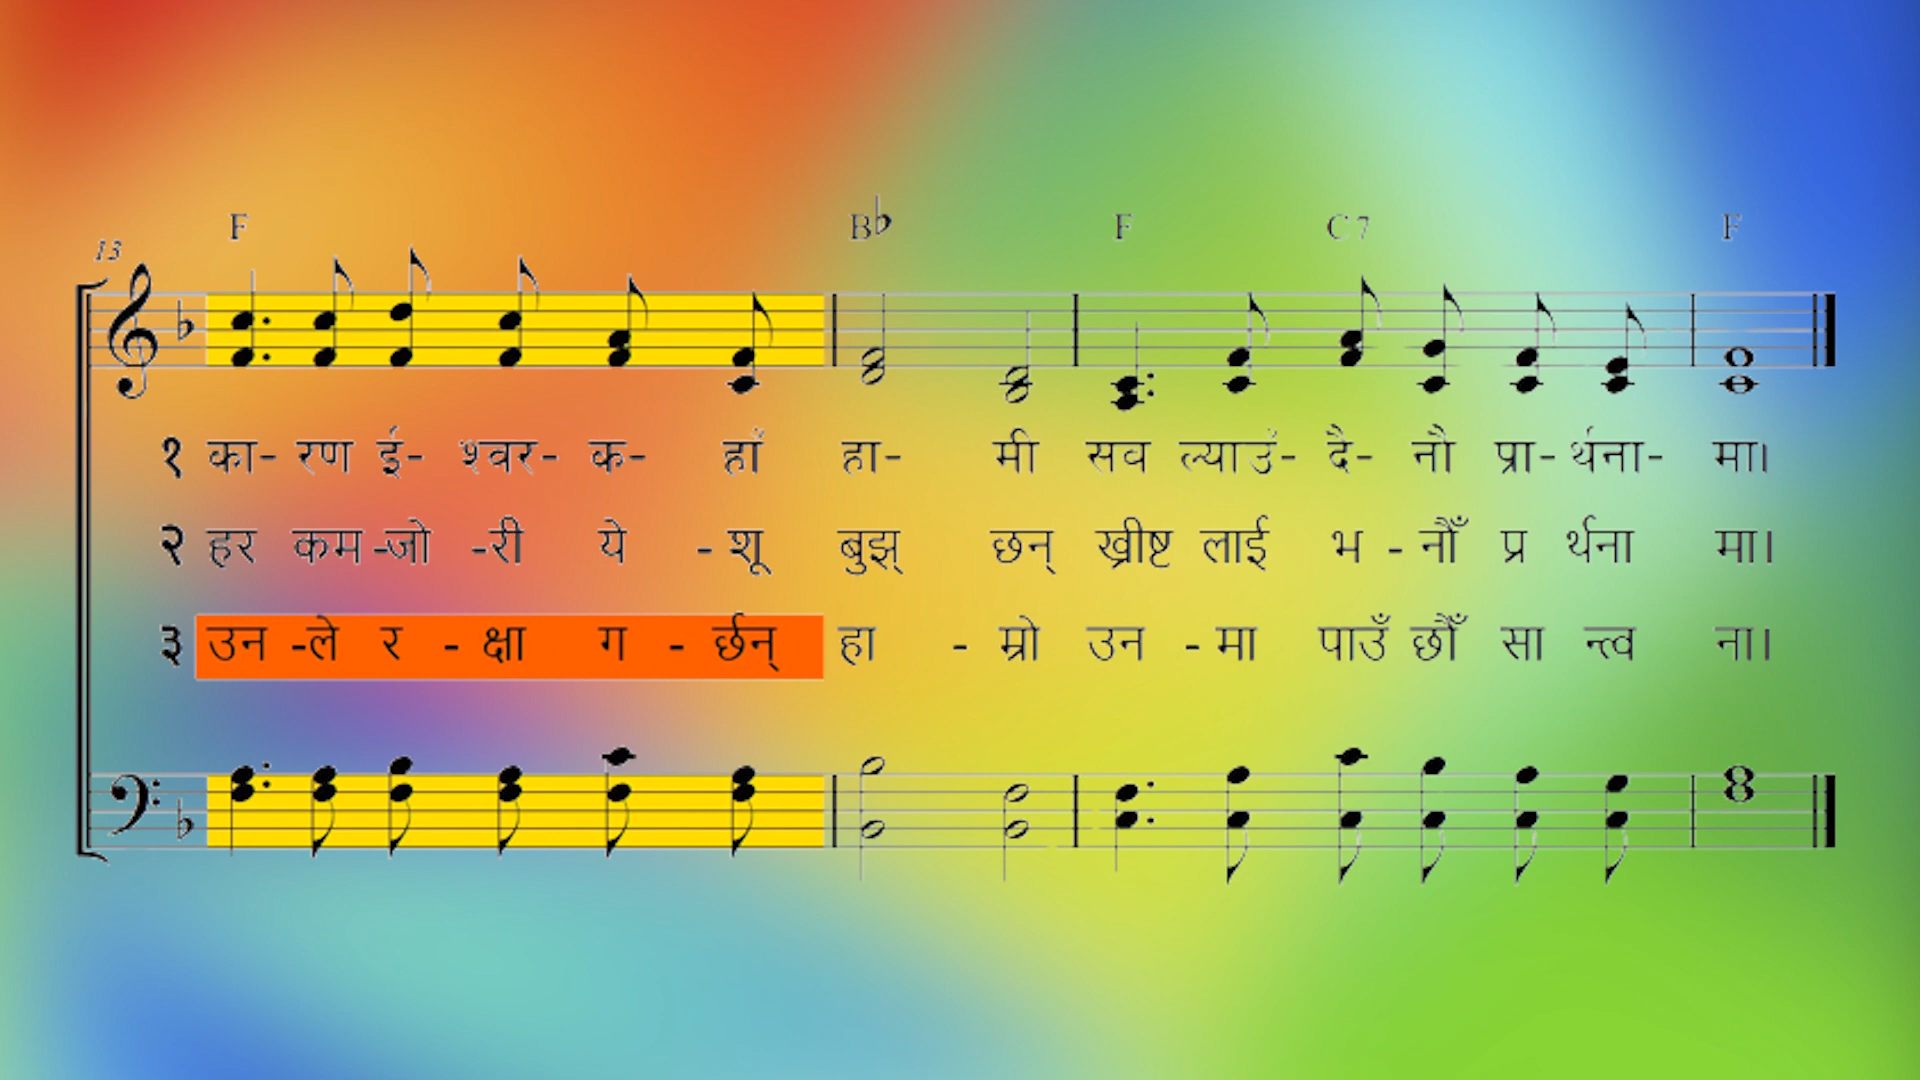 F B♭ F C7 F
13
१ का- रण ई- श्वर- क- हाँ हा- मी सव ल्याउँ- दै- नौ प्रा- र्थना- मा।
२ हर कम -जो -री ये - शू बुझ् छन् ख्रीष्ट लाई भ - नौँ प्र र्थना मा।
३ उन -ले र - क्षा ग - र्छन् हा - म्रो उन - मा पाउँ छौँ सा न्त्व ना।